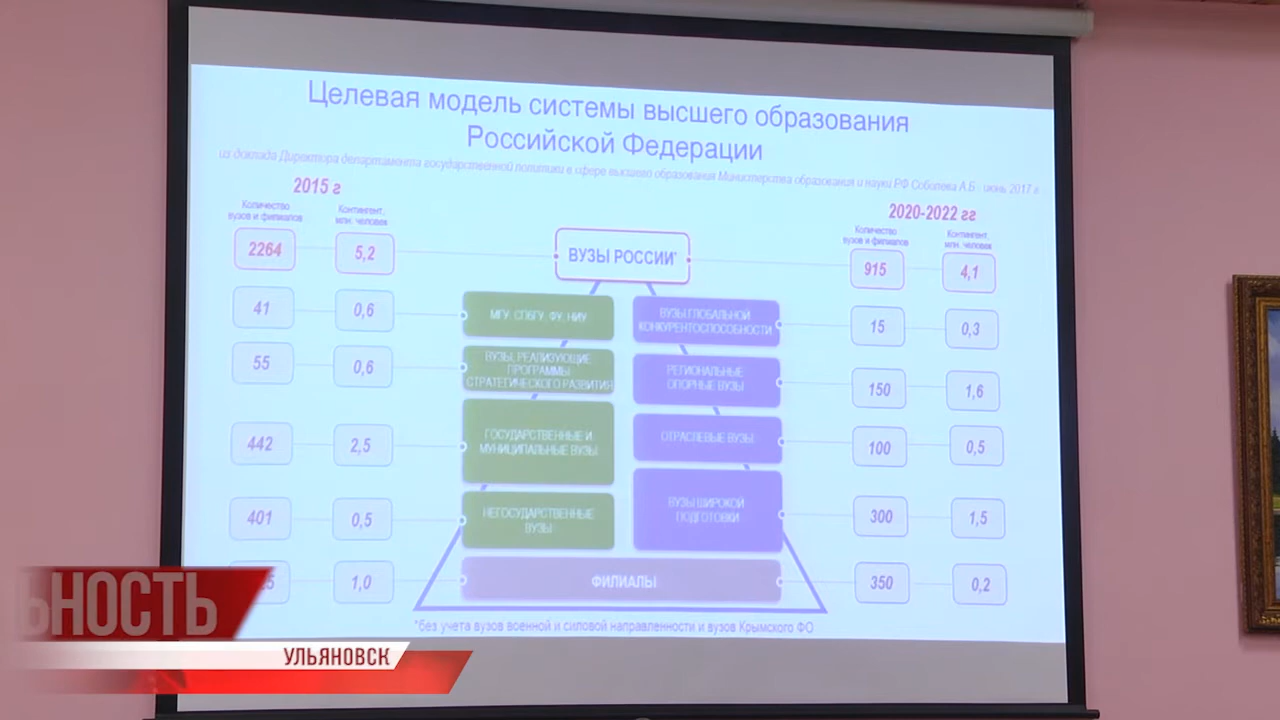 Целевая модель системы высшего образования
Российской Федерации
из доклада Директора департамента государственной политики в сфере высшего образования Министерства образования и науки РФ Соболева А.Б. июнь 2017 г.
2015 г
2020-2022 гг
Количество
вузов и филиалов
Контингент,
млн. человек
Количество
вузов и филиалов
Контингент,
млн. человек
2264
5,2
ВУЗЫ РОССИИ*
915
4,1
41
0,6
МГУ, СПбГУ, ФУ, НИУ
ВУЗЫ ГЛОБАЛЬНОЙ
КОНКУРЕНТОСПОСОБНОСТИ
15
0,3
55
0,6
ВУЗЫ, РЕАЛИЗУЮЩИЕ
ПРОГРАММЫ
СТРАТЕГИЧЕСКОГО РАЗВИТИЯ
РЕГИОНАЛЬНЫЕ
ОПОРНЫЕ ВУЗЫ
150
1,6
442
2,5
ГОСУДАРСТВЕННЫЕ И
МУНИЦИПАЛЬНЫЕ ВУЗЫ
ОТРАСЛЕВЫЕ ВУЗЫ
100
0,5
401
0,5
НЕГОСУДАРСТВЕННЫЕ
ВУЗЫ
ВУЗЫ ШИРОКОЙ
ПОДГОТОВКИ
300
1,5
1,0
ФИЛИАЛЫ
350
0,2
*без учета вузов военной и силовой направленности и вузов Крымского ФО
ЬНОСТЬ
УЛЬЯНОВСК